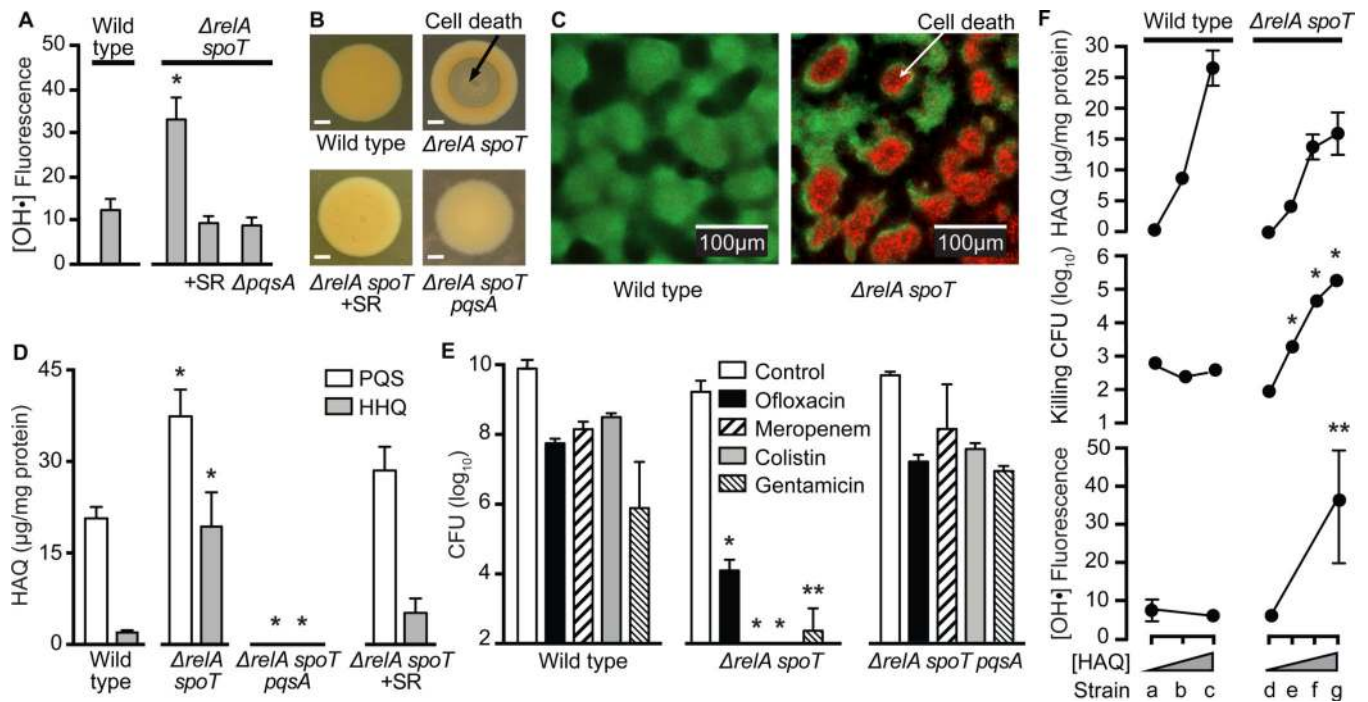 A
Wild type
ΔrelA spoT
[OH•] Fluorescence
50
40
30
20
10
0
*
+SR ΔpqsA
B
Cell death
Wild type
ΔrelA spoT
ΔrelA spoT +SR
ΔrelA spoT pqsA
C
Cell death
100µm
100µm
Wild type
ΔrelA spoT
D
HAQ (µg/mg protein)
45
30
15
0
PQS
HHQ
* *
* *
Wild type
ΔrelA spoT
ΔrelA spoT pqsA
ΔrelA spoT +SR
E
CFU (log10)
10
8
6
4
2
Control
Ofloxacin
Meropenem
Colistin
Gentamicin
*
* *
**
Wild type
ΔrelA spoT
ΔrelA spoT pqsA
F
Wild type
ΔrelA spoT
HAQ (µg/mg protein)
30
25
20
15
10
5
0
Killing CFU (log10)
6
5
4
3
2
1
* * *
[OH•] Fluorescence
50
40
30
20
10
0
**
[HAQ]
Strain a b c d e f g